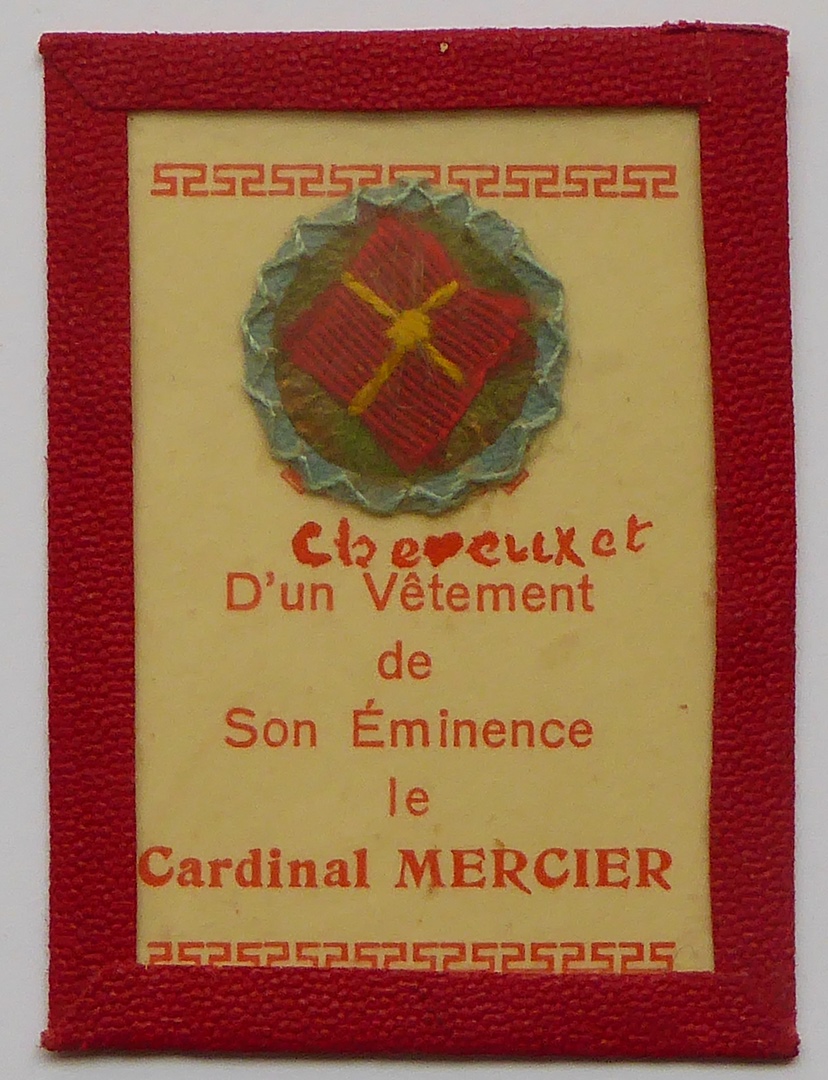 Cheveux et
D'un Vêtement
de
Son Éminence
le
Cardinal MERCIER